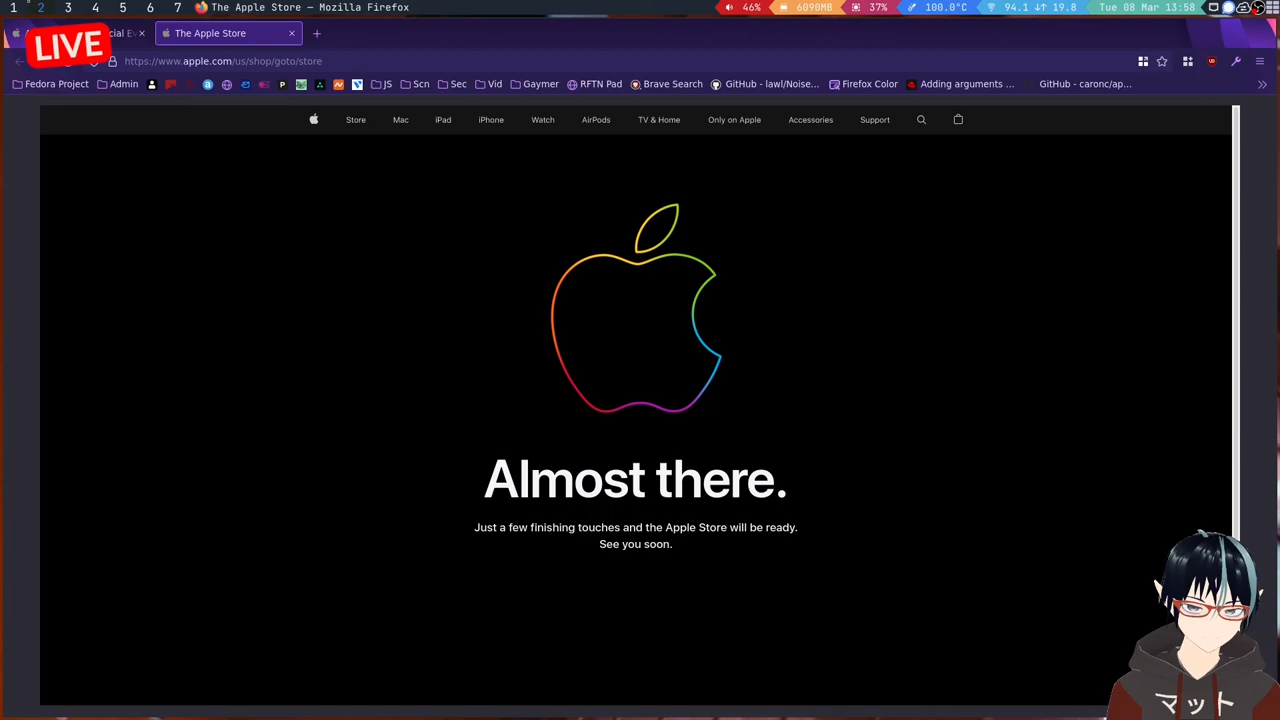 1 2 3 4 5 6 7 The Apple Store — Mozilla Firefox 46% 6090MB 37% 100.0°C 94.1 ↓↑ 19.8 Tue 08 Mar 13:58
LIVE
The Apple Store
https://www.apple.com/us/shop/goto/store
Fedora Project Admin JS Scn Sec Vid Gaymer RFTN Pad Brave Search GitHub - lawl/Noise... Firefox Color Adding arguments ... GitHub - caronc/ap...
Store Mac iPad iPhone Watch AirPods TV & Home Only on Apple Accessories Support
Almost there.
Just a few finishing touches and the Apple Store will be ready.
See you soon.
マット